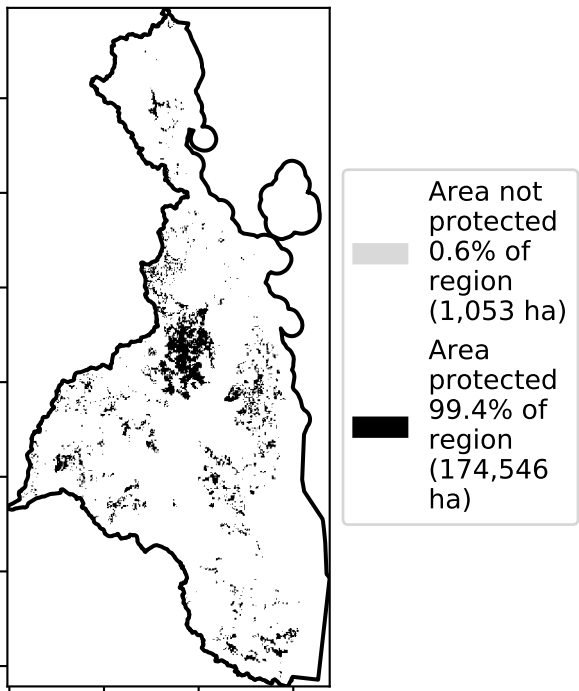 Area not
protected
0.6% of
region
(1,053 ha)
Area
protected
99.4% of
region
(174,546
ha)